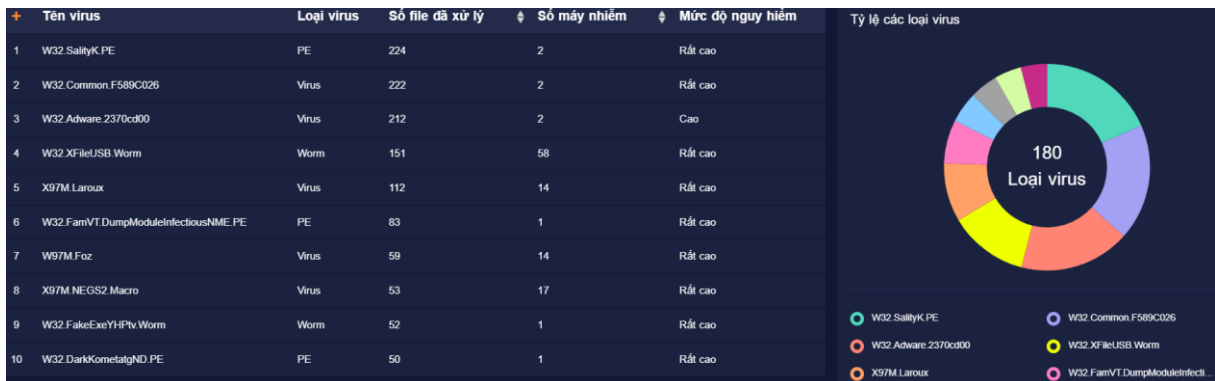 + Tên virus Loại virus Số file đã xử lý Số máy nhiễm Mức độ nguy hiểm
1 W32.SalityK.PE PE 224 2 Rất cao
2 W32.Common.F589C026 Virus 222 2 Rất cao
3 W32.Adware.2370cd00 Virus 212 2 Cao
4 W32.XFileUSB.Worm Worm 151 58 Rất cao
5 X97M.Laroux Virus 112 14 Rất cao
6 W32.FamVT.DumpModuleInfectiousNME.PE PE 83 1 Rất cao
7 W97M.Foz Virus 59 14 Rất cao
8 X97M.NEGS2.Macro Virus 53 17 Rất cao
9 W32.FakeExeYHPtv.Worm Worm 52 1 Rất cao
10 W32.DarkKometatgND.PE PE 50 1 Rất cao
Tỷ lệ các loại virus
180
Loại virus
W32.SalityK.PE W32.Common.F589C026
W32.Adware.2370cd00 W32.XFileUSB.Worm
X97M.Laroux W32.FamVT.DumpModuleInfecti...